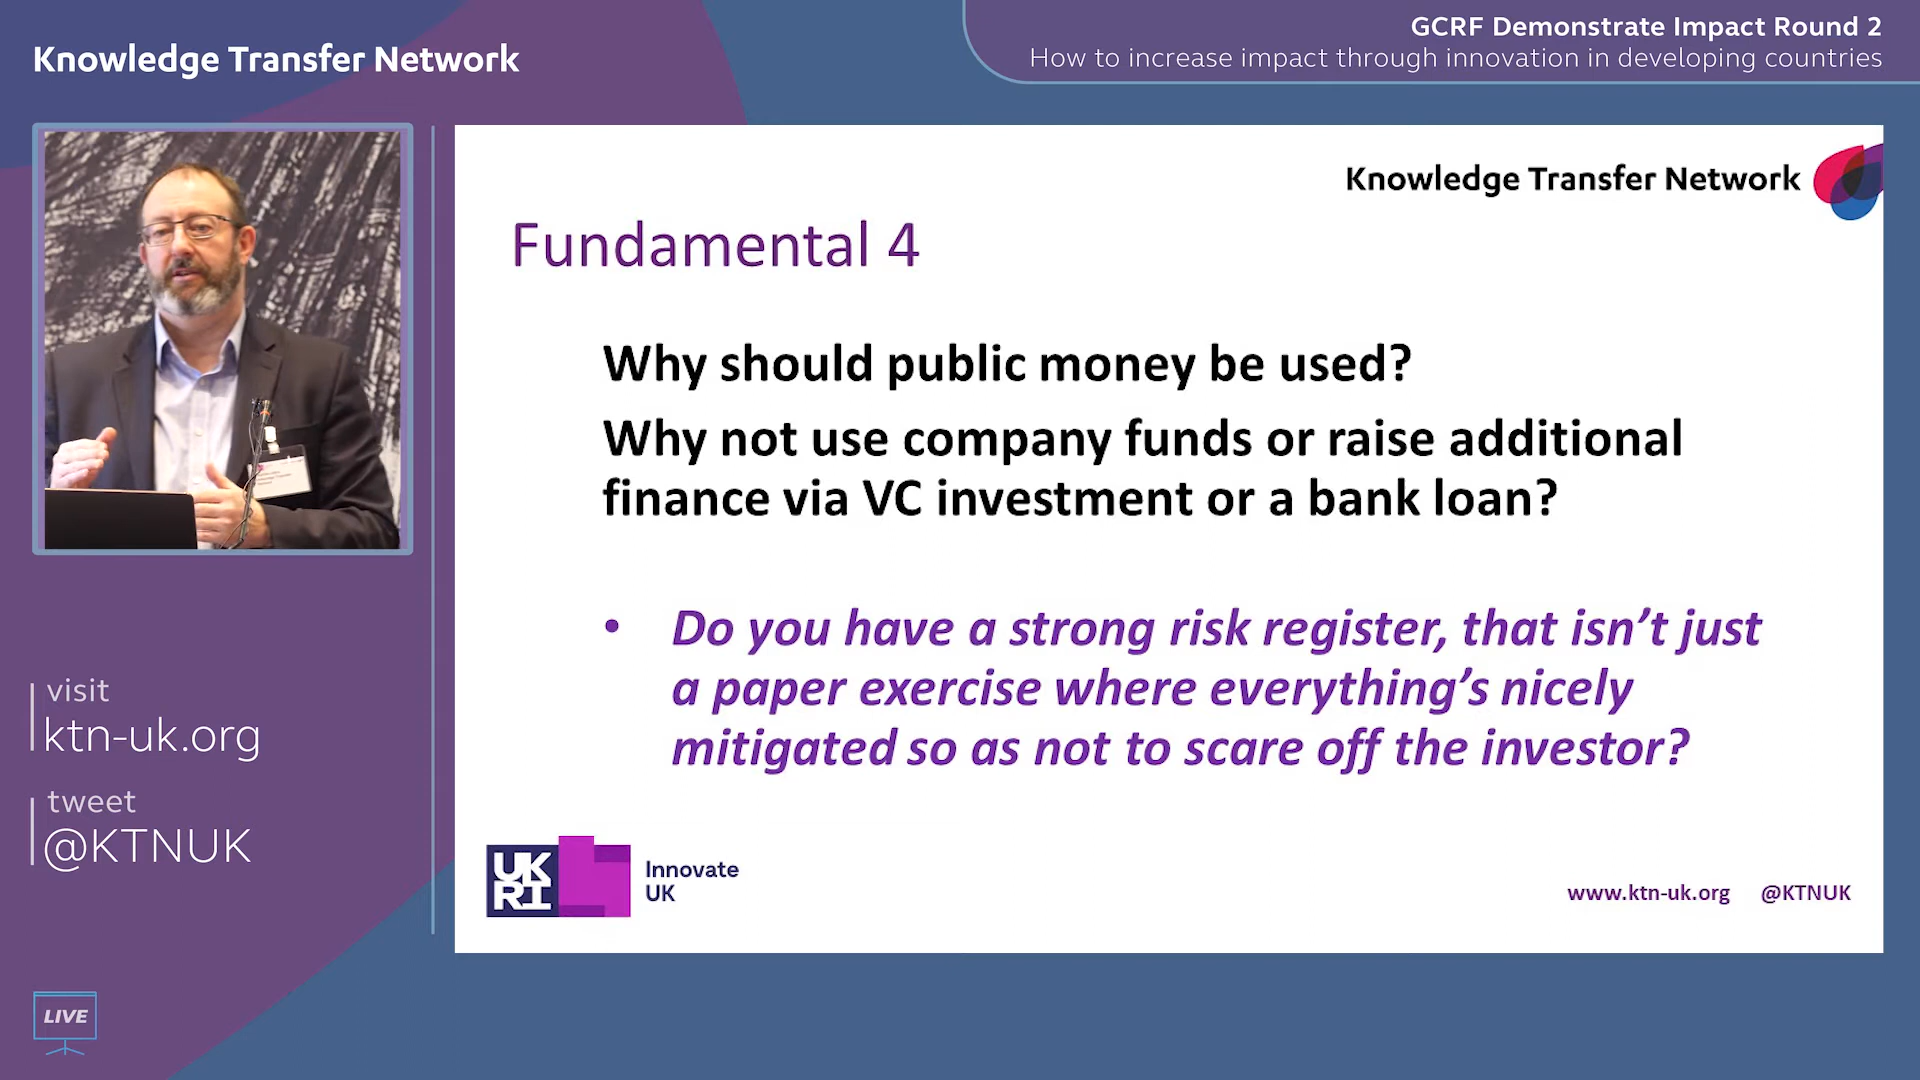 Knowledge Transfer Network
GCRF Demonstrate Impact Round 2
How to increase impact through innovation in developing countries
Knowledge Transfer Network
Fundamental 4
Why should public money be used?
Why not use company funds or raise additional
finance via VC investment or a bank loan?
• Do you have a strong risk register, that isn’t just
a paper exercise where everything’s nicely
mitigated so as not to scare off the investor?
UK
RI
Innovate
UK
www.ktn-uk.org @KTNUK
visit
ktn-uk.org
tweet
@KTNUK
LIVE